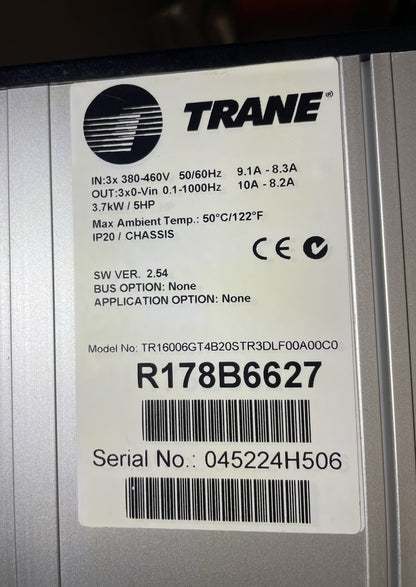 TRANE®
IN:3x 380-460V 50/60Hz 9.1A - 8.3A
OUT:3x0-Vin 0.1-1000Hz 10A - 8.2A
3.7kW / 5HP
Max Ambient Temp.: 50°C/122°F
IP20 / CHASSIS
CE
SW VER. 2.54
BUS OPTION: None
APPLICATION OPTION: None
Model No: TR16006GT4B20STR3DLF00A00C0
R178B6627
Serial No.: 045224H506